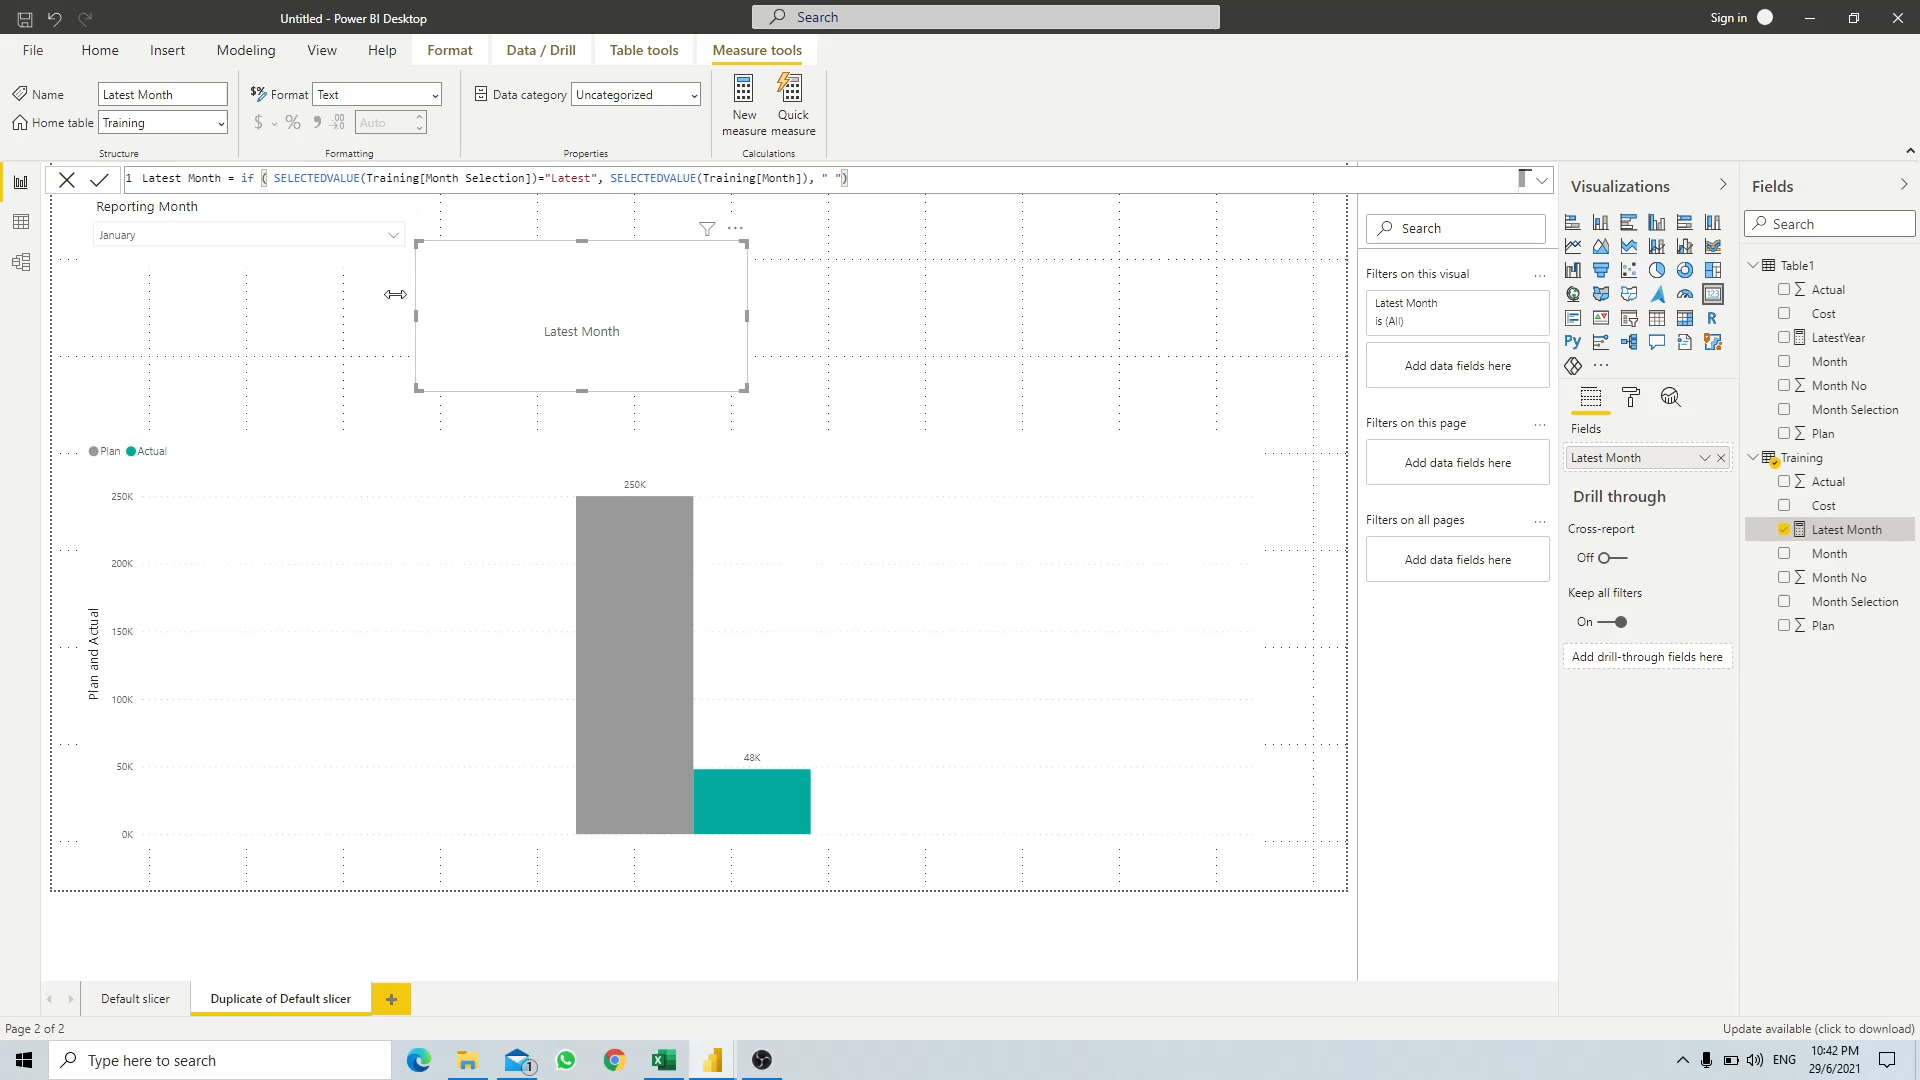 Untitled - Power BI Desktop
Search
Sign in
File Home Insert Modeling View Help Format Data / Drill Table tools Measure tools
Name Latest Month
Home table Training
Structure
$% Format Text
$ % 9 .00 Auto
Formatting
Data category Uncategorized
Properties
New measure
Quick measure
Calculations
1 Latest Month = if ( SELECTEDVALUE(Training[Month Selection])="Latest", SELECTEDVALUE(Training[Month]), " ")
Reporting Month
January
Latest Month
Plan Actual
Plan and Actual
250K
200K
150K
100K
50K
0K
250K
48K
Search
Filters on this visual ...
Latest Month
is (All)
Add data fields here
Filters on this page ...
Add data fields here
Filters on all pages ...
Add data fields here
Visualizations
R
Py
...
Fields
Latest Month
Drill through
Cross-report
Off
Keep all filters
On
Add drill-through fields here
Fields
Search
Table1
Actual
Cost
LatestYear
Month
Month No
Month Selection
Plan
Training
Actual
Cost
Latest Month
Month
Month No
Month Selection
Plan
Default slicer
Duplicate of Default slicer
+
Page 2 of 2
Update available (click to download)
Type here to search
1
ENG
10:42 PM
29/6/2021